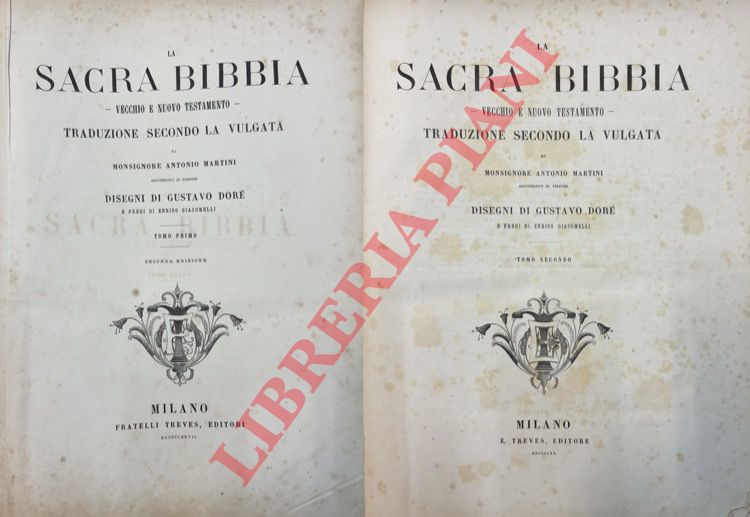 LA
SACRA BIBBIA
— VECCHIO E NUOVO TESTAMENTO —
TRADUZIONE SECONDO LA VULGATA
DI
MONSIGNORE ANTONIO MARTINI
ARCIVESCOVO DI FIRENZE
DISEGNI DI GUSTAVO DORÉ
E FREGI DI ENRICO GIACOMELLI
SACRA BIBBIA
TOMO PRIMO
SECONDA EDIZIONE
MILANO
FRATELLI TREVES, EDITORI
LA
SACRA BIBBIA
— VECCHIO E NUOVO TESTAMENTO —
TRADUZIONE SECONDO LA VULGATA
DI
MONSIGNORE ANTONIO MARTINI
ARCIVESCOVO DI FIRENZE
DISEGNI DI GUSTAVO DORÉ
E FREGI DI ENRICO GIACOMELLI
TOMO SECONDO
MILANO
E. TREVES, EDITORE
LIBRERIA PIANI